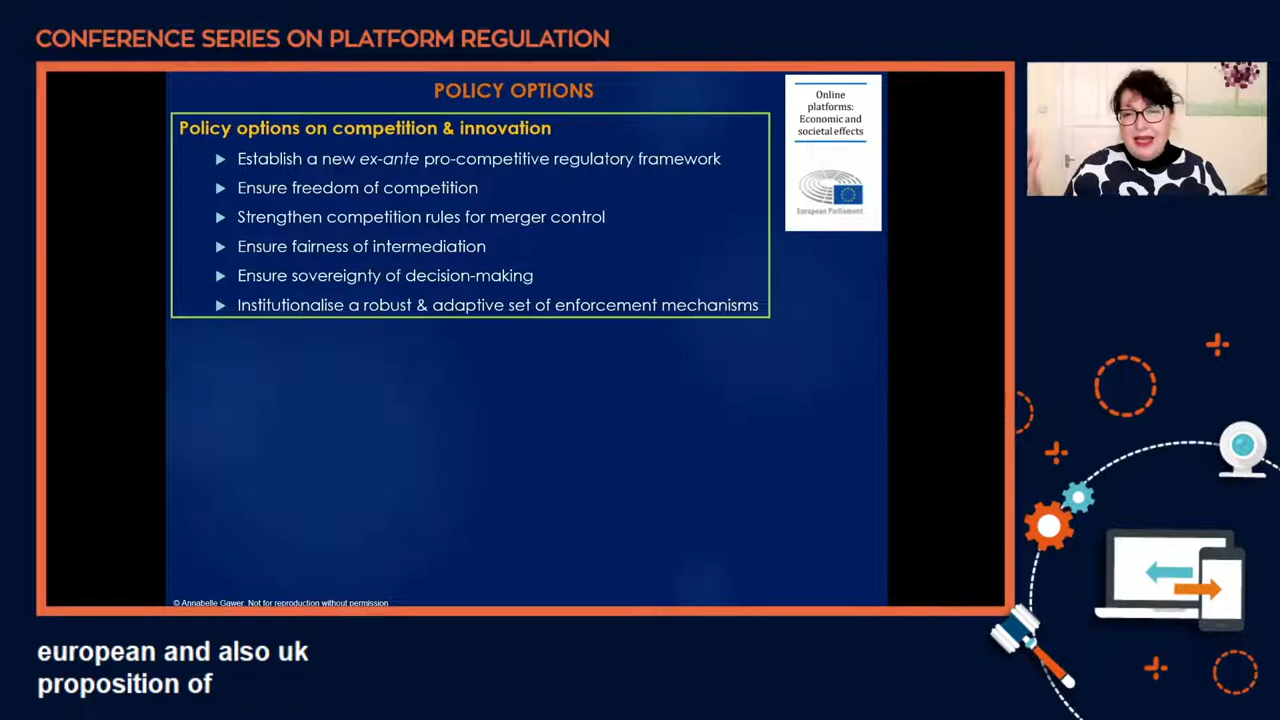 CONFERENCE SERIES ON PLATFORM REGULATION
POLICY OPTIONS
Policy options on competition & innovation
Establish a new ex-ante pro-competitive regulatory framework
Ensure freedom of competition
Strengthen competition rules for merger control
Ensure fairness of intermediation
Ensure sovereignty of decision-making
Institutionalise a robust & adaptive set of enforcement mechanisms
Online
platforms:
Economic and
societal effects
European Parliament
© Annabelle Gawer. Not for reproduction without permission
european and also uk
proposition of